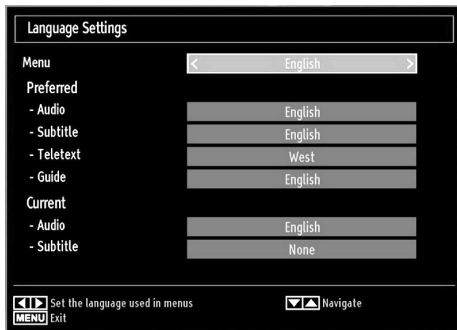 Language Settings
Menu
< English >
Preferred
- Audio English
- Subtitle English
- Teletext West
- Guide English
Current
- Audio English
- Subtitle None
Set the language used in menus
Navigate
MENU Exit